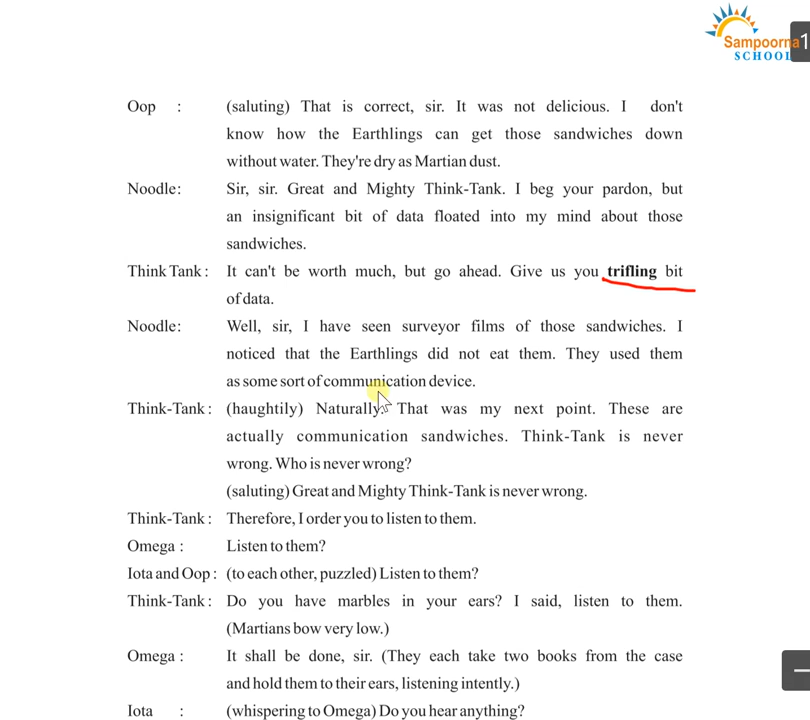 Sampoorna
SCHOOL
1
Oop : (saluting) That is correct, sir. It was not delicious. I don't
know how the Earthlings can get those sandwiches down
without water. They're dry as Martian dust.
Noodle: Sir, sir. Great and Mighty Think-Tank. I beg your pardon, but
an insignificant bit of data floated into my mind about those
sandwiches.
Think Tank : It can't be worth much, but go ahead. Give us you trifling bit
of data.
Noodle: Well, sir, I have seen surveyor films of those sandwiches. I
noticed that the Earthlings did not eat them. They used them
as some sort of communication device.
Think-Tank : (haughtily) Naturally. That was my next point. These are
actually communication sandwiches. Think-Tank is never
wrong. Who is never wrong?
(saluting) Great and Mighty Think-Tank is never wrong.
Think-Tank : Therefore, I order you to listen to them.
Omega : Listen to them?
Iota and Oop : (to each other, puzzled) Listen to them?
Think-Tank : Do you have marbles in your ears? I said, listen to them.
(Martians bow very low.)
Omega : It shall be done, sir. (They each take two books from the case
and hold them to their ears, listening intently.)
Iota : (whispering to Omega) Do you hear anything?